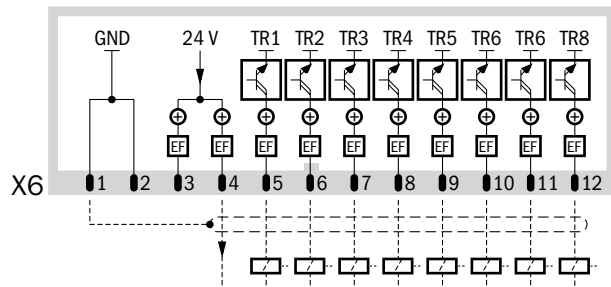 GND 24 V TR1 TR2 TR3 TR4 TR5 TR6 TR6 TR8
+ + + + + + + + + +
EF EF EF EF EF EF EF EF EF EF
X6 1 2 3 4 5 6 7 8 9 10 11 12